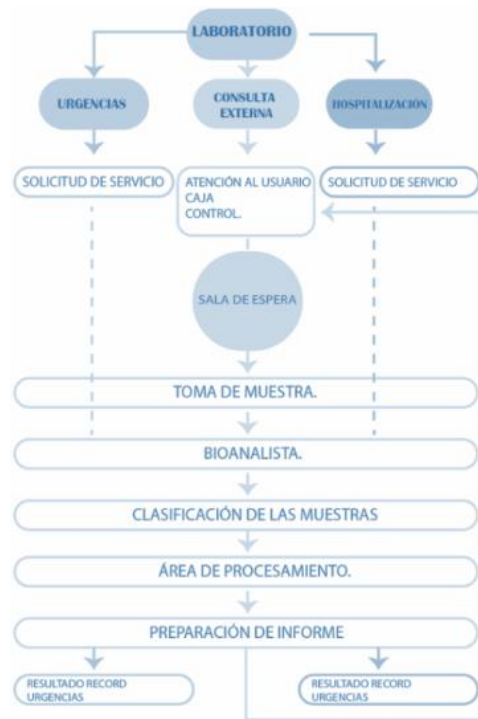 LABORATORIO
URGENCIAS
CONSULTA
EXTERNA
HOSPITALIZACIÓN
SOLICITUD DE SERVICIO
ATENCIÓN AL USUARIO
CAJA
CONTROL.
SOLICITUD DE SERVICIO
SALA DE ESPERA
TOMA DE MUESTRA.
BIOANALISTA.
CLASIFICACIÓN DE LAS MUESTRAS
ÁREA DE PROCESAMIENTO.
PREPARACIÓN DE INFORME
RESULTADO RECORD
URGENCIAS
RESULTADO RECORD
URGENCIAS